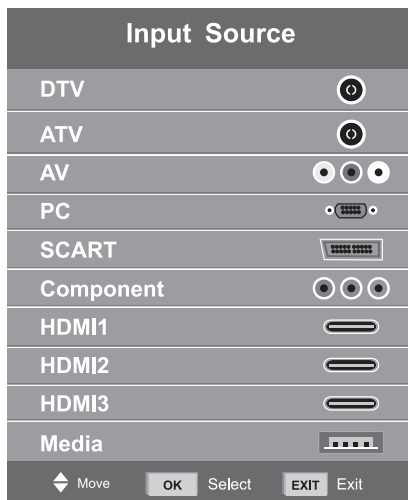 Input Source
DTV
ATV
AV
PC
SCART
Component
HDMI1
HDMI2
HDMI3
Media
Move OK Select EXIT Exit